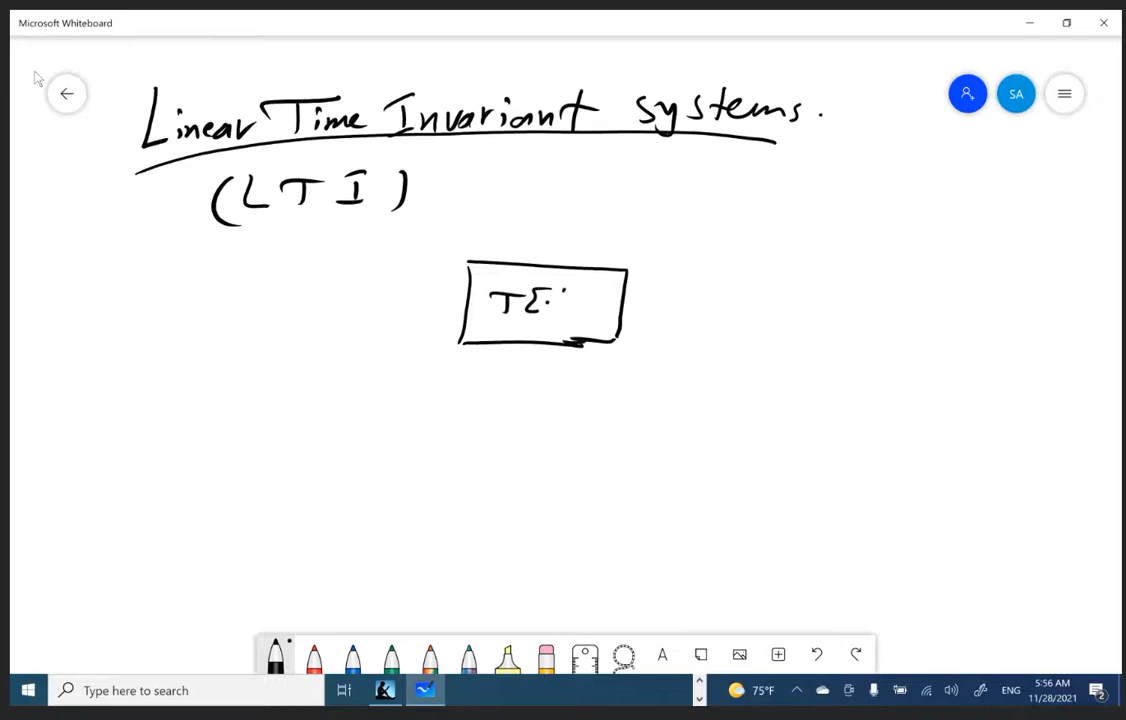 Microsoft Whiteboard
Linear Time Invariant systems.
SA
(LTI)
A
Type here to search
75°F
ENG
5:56 AM
11/28/2021
2